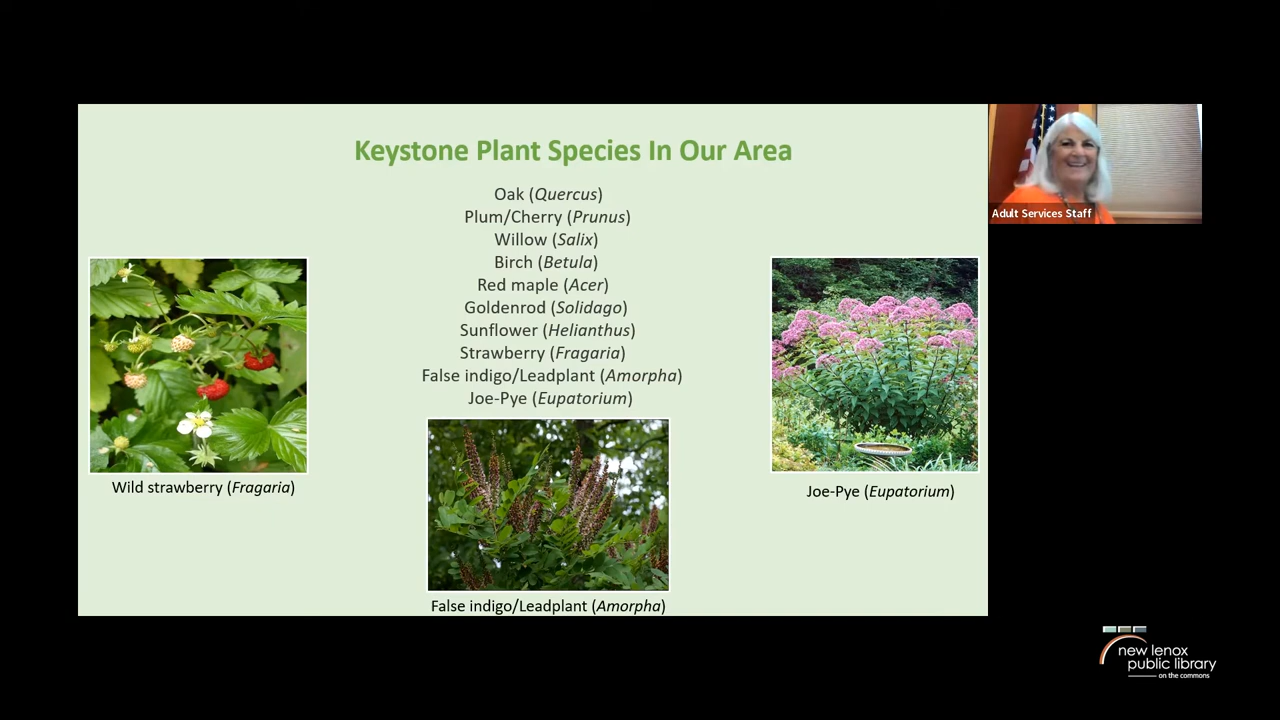 Keystone Plant Species In Our Area
Oak (Quercus)
Plum/Cherry (Prunus)
Willow (Salix)
Birch (Betula)
Red maple (Acer)
Goldenrod (Solidago)
Sunflower (Helianthus)
Strawberry (Fragaria)
False indigo/Leadplant (Amorpha)
Joe-Pye (Eupatorium)
Wild strawberry (Fragaria)
False indigo/Leadplant (Amorpha)
Joe-Pye (Eupatorium)
Adult Services Staff
new lenox
public library
on the commons